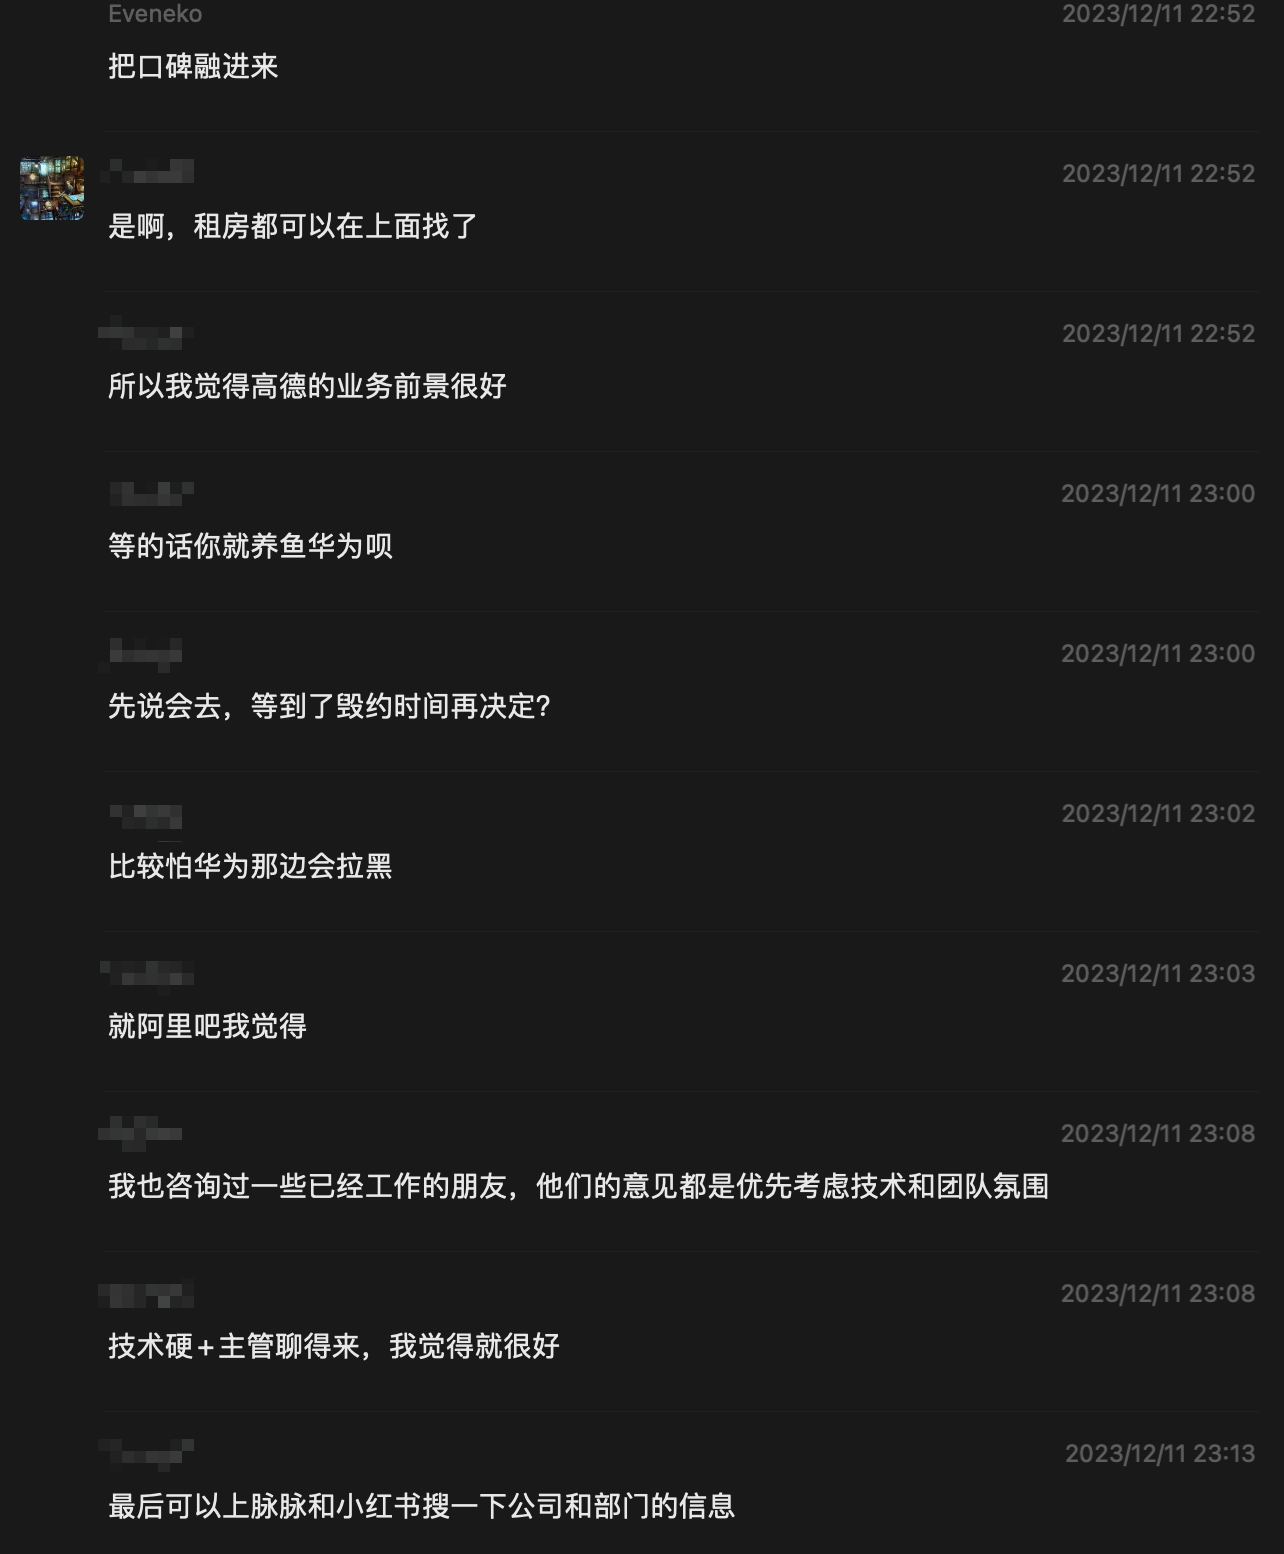 Eveneko 2023/12/11 22:52
把口碑融进来
2023/12/11 22:52
是啊，租房都可以在上面找了
2023/12/11 22:52
所以我觉得高德的业务前景很好
2023/12/11 23:00
等的话你就养鱼华为呗
2023/12/11 23:00
先说会去，等到了毁约时间再决定？
2023/12/11 23:02
比较怕华为那边会拉黑
2023/12/11 23:03
就阿里吧我觉得
2023/12/11 23:08
我也咨询过一些已经工作的朋友，他们的意见都是优先考虑技术和团队氛围
2023/12/11 23:08
技术硬+主管聊得来，我觉得就很好
2023/12/11 23:13
最后可以上脉脉和小红书搜一下公司和部门的信息